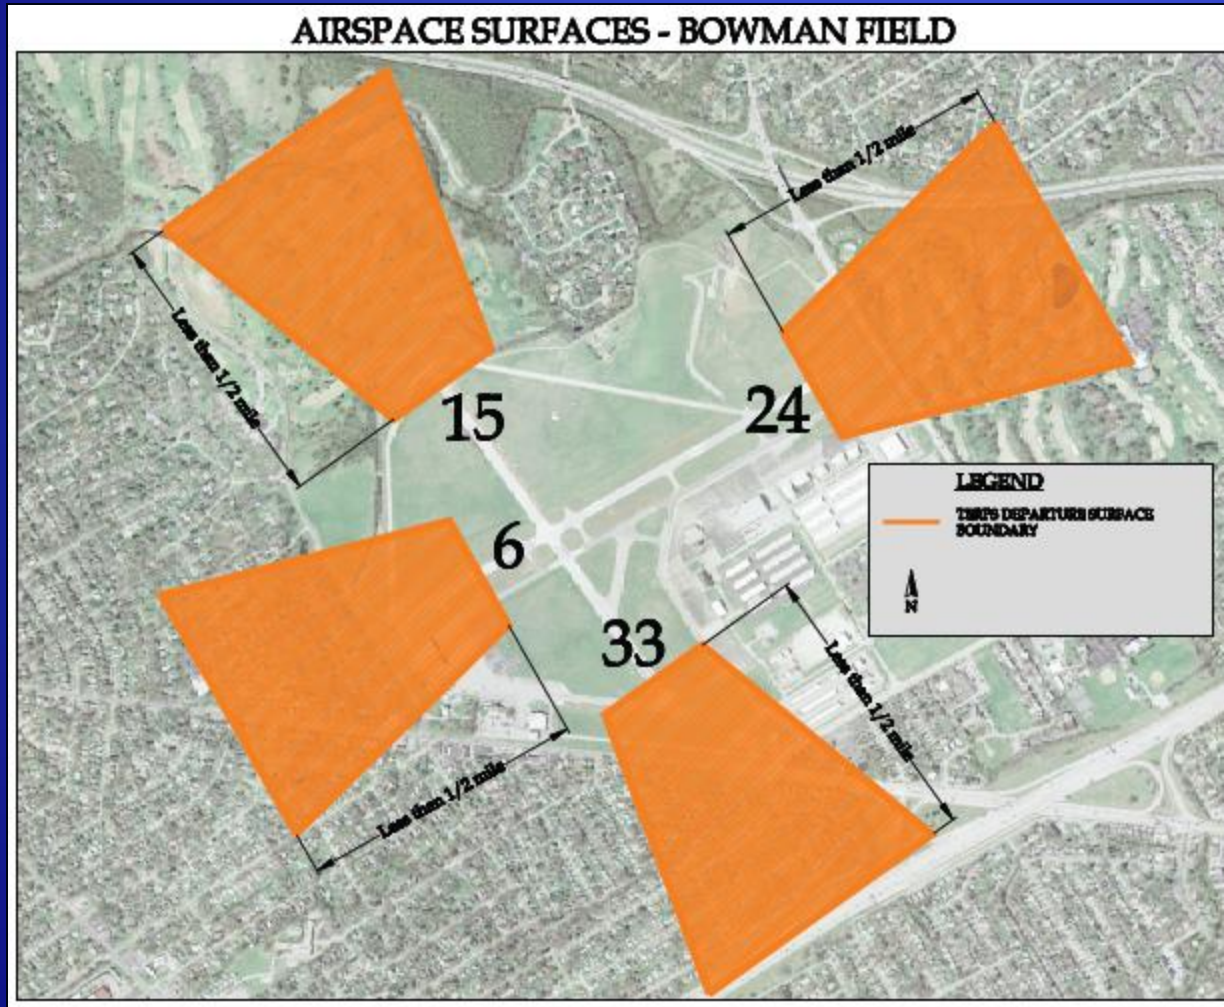 AIRSPACE SURFACES - BOWMAN FIELD
Less than 1/2 mile
Less than 1/2 mile
15
24
LEGEND
TERPS DEPARTURE SURFACE
BOUNDARY
N
6
33
Less than 1/2 mile
Less than 1/2 mile